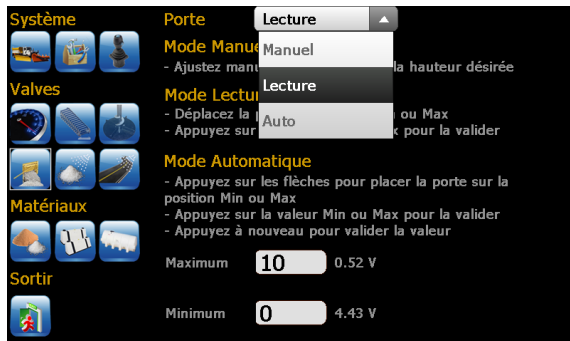 Système
Porte
Lecture
Manuel
Lecture
Auto
Mode Manue
- Ajustez manu la hauteur désirée
Valves
Mode Lectu
- Déplacez la ou Max
- Appuyez sur x pour la valider
Mode Automatique
- Appuyez sur les flèches pour placer la porte sur la
position Min ou Max
- Appuyez sur la valeur Min ou Max pour la valider
- Appuyez à nouveau pour valider la valeur
Matériaux
Maximum 10 0.52 V
Sortir
Minimum 0 4.43 V